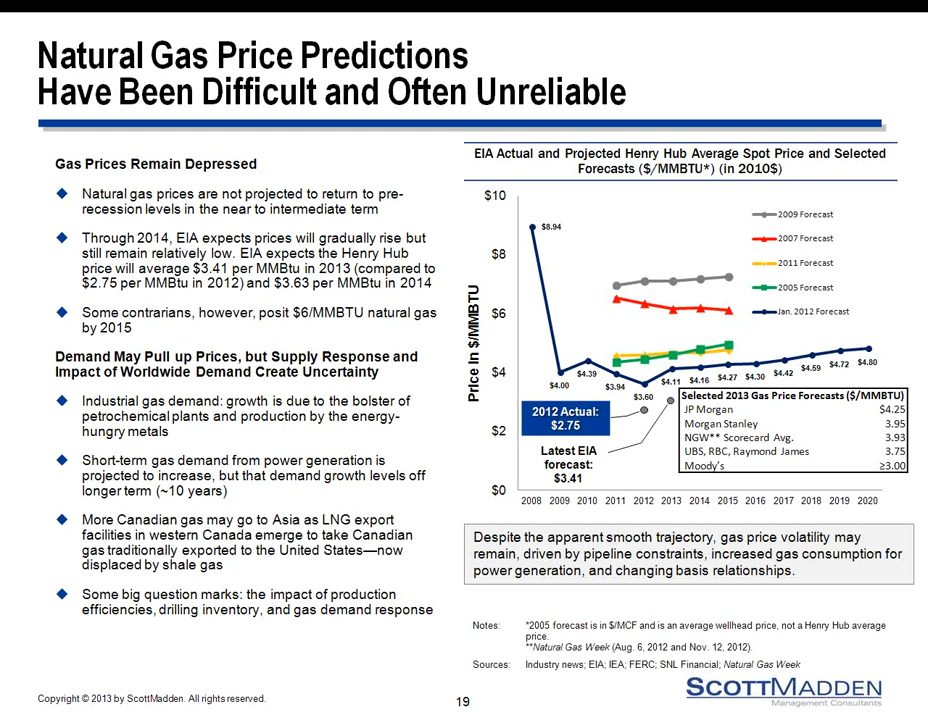 Natural Gas Price Predictions
Have Been Difficult and Often Unreliable
Gas Prices Remain Depressed
Natural gas prices are not projected to return to pre-
recession levels in the near to intermediate term
Through 2014, EIA expects prices will gradually rise but
still remain relatively low. EIA expects the Henry Hub
price will average $3.41 per MMBtu in 2013 (compared to
$2.75 per MMBtu in 2012) and $3.63 per MMBtu in 2014
Some contrarians, however, posit $6/MMBTU natural gas
by 2015
Demand May Pull up Prices, but Supply Response and
Impact of Worldwide Demand Create Uncertainty
Industrial gas demand: growth is due to the bolster of
petrochemical plants and production by the energy-
hungry metals
Short-term gas demand from power generation is
projected to increase, but that demand growth levels off
longer term (~10 years)
More Canadian gas may go to Asia as LNG export
facilities in western Canada emerge to take Canadian
gas traditionally exported to the United States—now
displaced by shale gas
Some big question marks: the impact of production
efficiencies, drilling inventory, and gas demand response
EIA Actual and Projected Henry Hub Average Spot Price and Selected
Forecasts ($/MMBTU*) (in 2010$)
Price in $/MMBTU
$10
$8
$6
$4
$2
$0
2009 Forecast
2007 Forecast
2011 Forecast
2005 Forecast
Jan. 2012 Forecast
$8.94
$4.00
$4.39
$3.94
$3.60
$4.11
$4.16
$4.27
$4.30
$4.42
$4.59
$4.72
$4.80
2012 Actual:
$2.75
Latest EIA
forecast:
$3.41
Selected 2013 Gas Price Forecasts ($/MMBTU)
JP Morgan $4.25
Morgan Stanley 3.95
NGW** Scorecard Avg. 3.93
UBS, RBC, Raymond James 3.75
Moody's ≥3.00
2008 2009 2010 2011 2012 2013 2014 2015 2016 2017 2018 2019 2020
Despite the apparent smooth trajectory, gas price volatility may
remain, driven by pipeline constraints, increased gas consumption for
power generation, and changing basis relationships.
Notes: *2005 forecast is in $/MCF and is an average wellhead price, not a Henry Hub average
price.
**Natural Gas Week (Aug. 6, 2012 and Nov. 12, 2012).
Sources: Industry news; EIA; IEA; FERC; SNL Financial; Natural Gas Week
Copyright © 2013 by ScottMadden. All rights reserved.
19
SCOTTMADDEN
Management Consultants